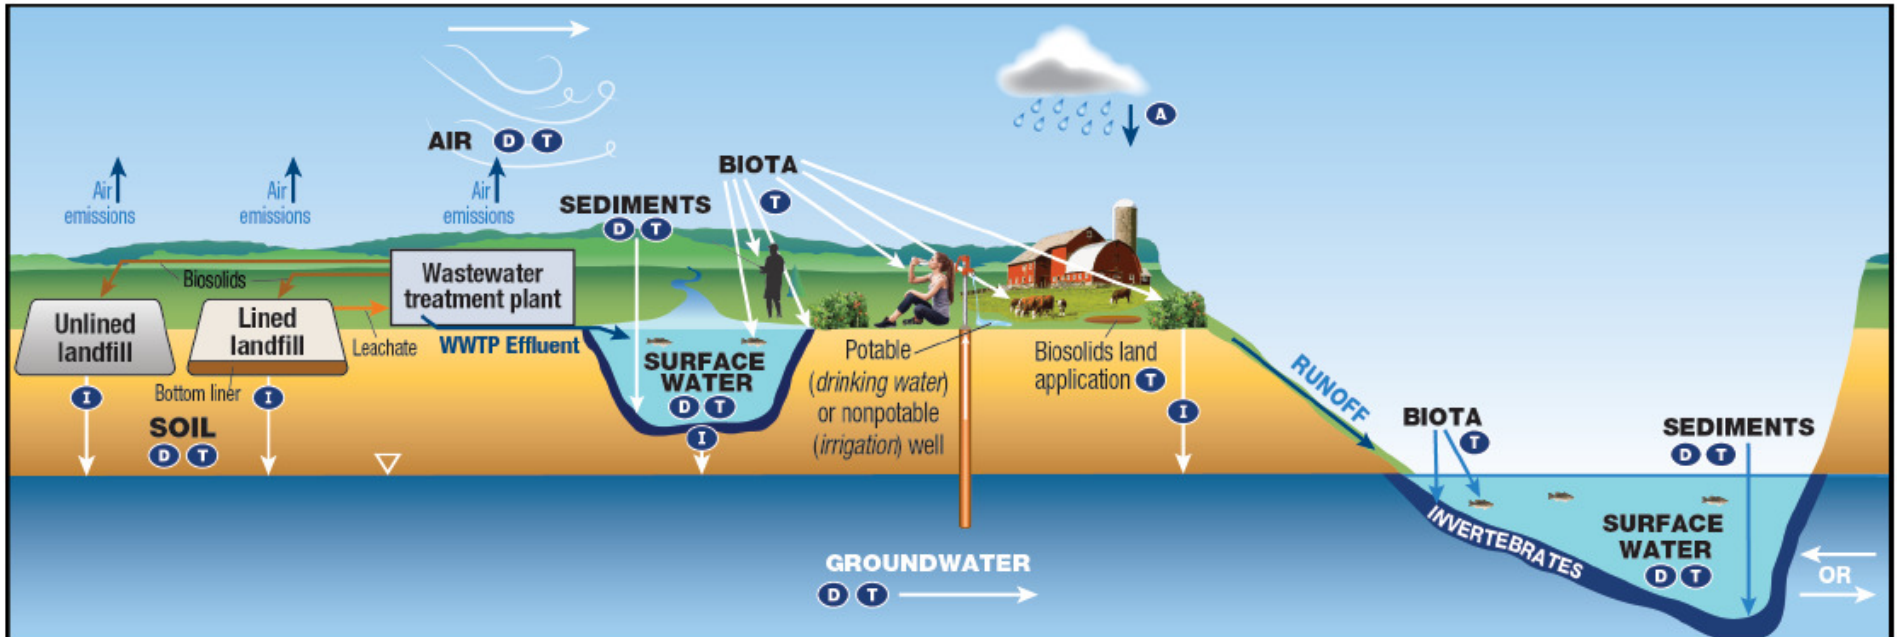 A
AIR D T
BIOTA
T
Air
emissions
Air
emissions
Air
emissions
SEDIMENTS
D T
Biosolids
Wastewater
treatment plant
Unlined
landfill
Lined
landfill
Leachate
WWTP Effluent
Bottom liner
I
I
SOIL
D T
SURFACE
WATER
D T
I
Potable
(drinking water)
or nonpotable
(irrigation) well
Biosolids land
application T
I
RUNOFF
BIOTA
T
SEDIMENTS
D T
INVERTEBRATES
SURFACE
WATER
D T
OR
GROUNDWATER
D T